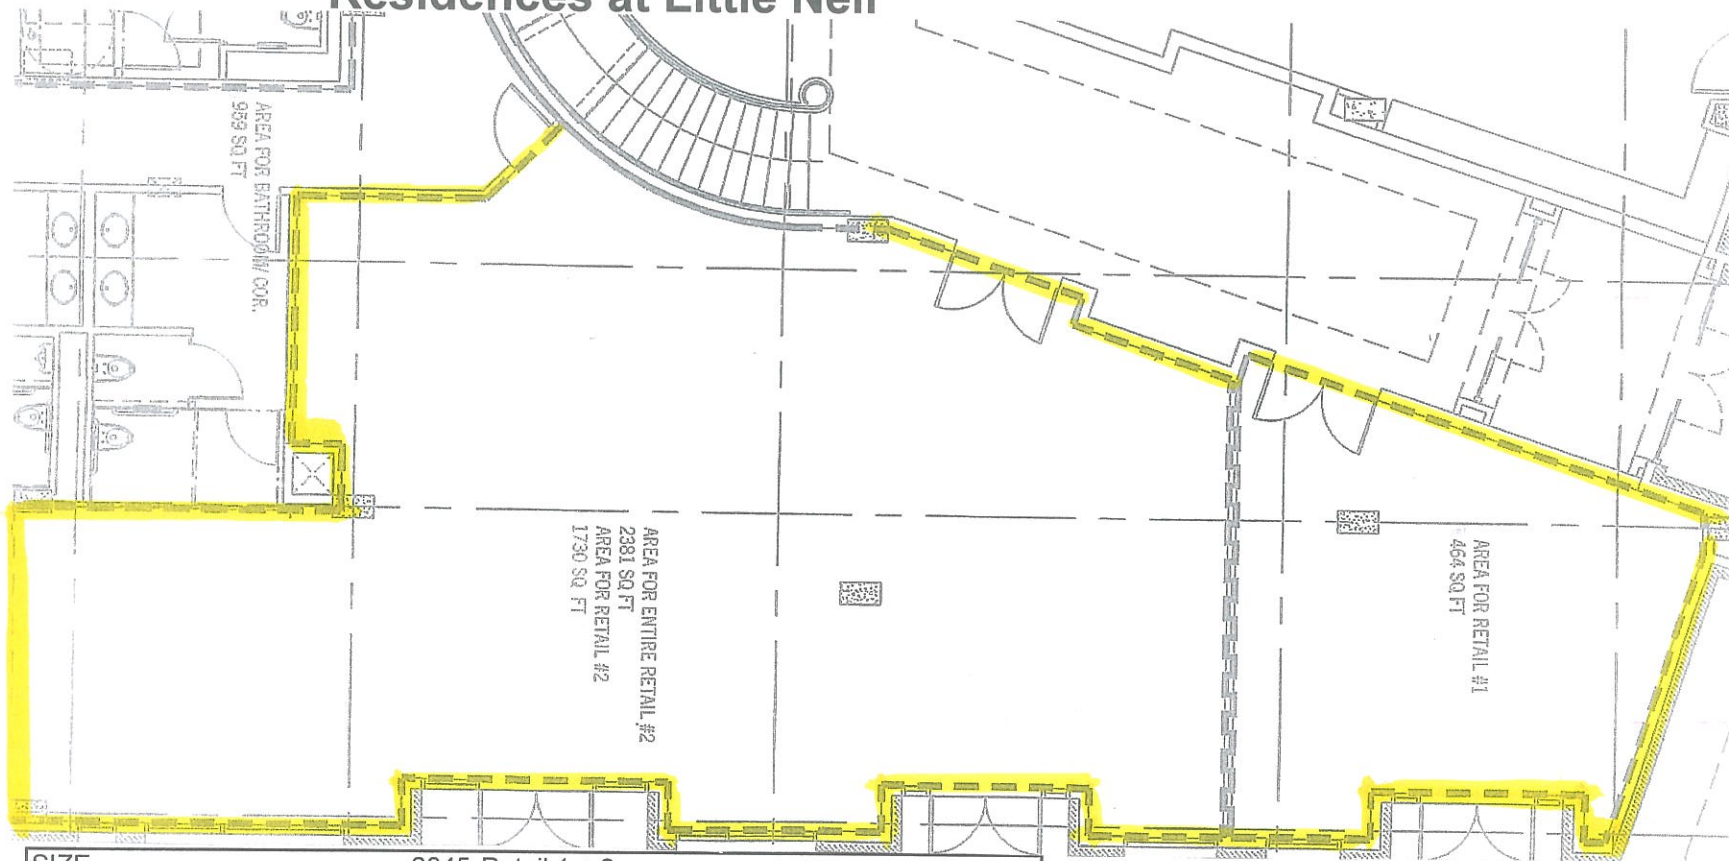 Residences at Little Nell
AREA FOR BATHROOM/ COR.
959 SQ FT
AREA FOR ENTIRE RETAIL #2
2381 SQ FT
AREA FOR RETAIL #2
1730 SQ FT
AREA FOR RETAIL #1
464 SQ FT
SIZE